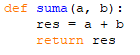 def suma(a, b):
    res = a + b
    return res